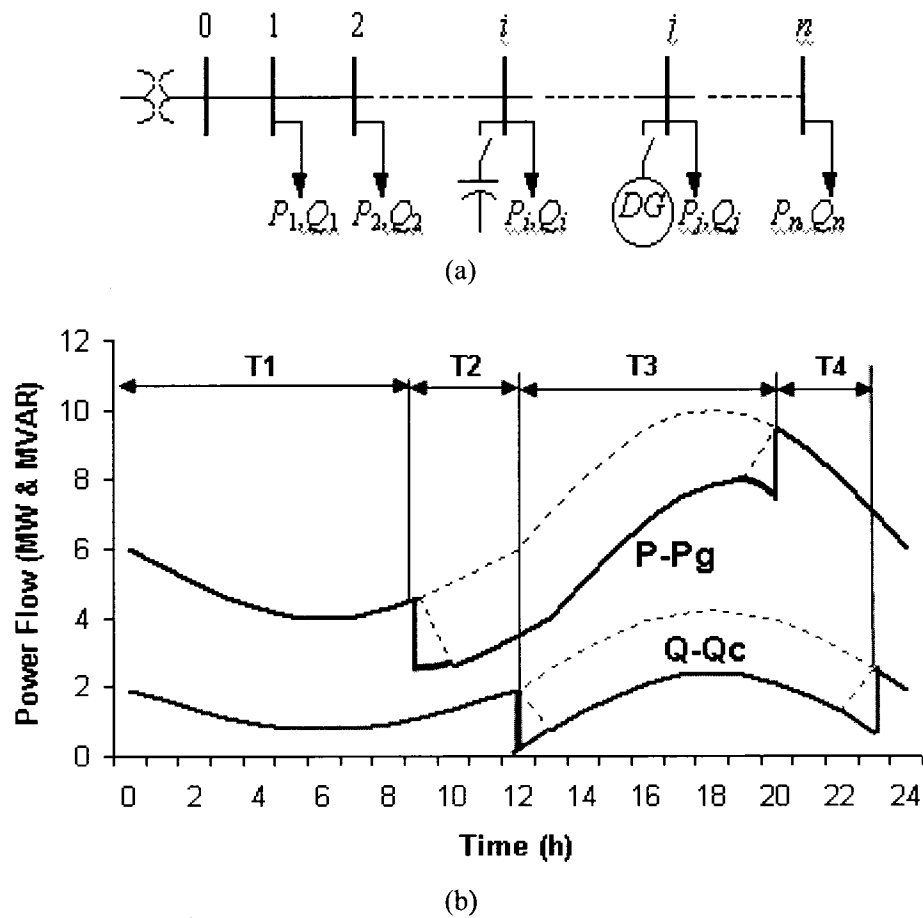 0 1 2 i j n
DG
P1,Q1 P2,Q2 Pi,Qi Pj,Qj Pn,Qn
(a)
12
10
8
6
4
2
0
Power Flow (MW & MVAR)
T1 T2 T3 T4
P-Pg
Q-Qc
0 2 4 6 8 10 12 14 16 18 20 22 24
Time (h)
(b)